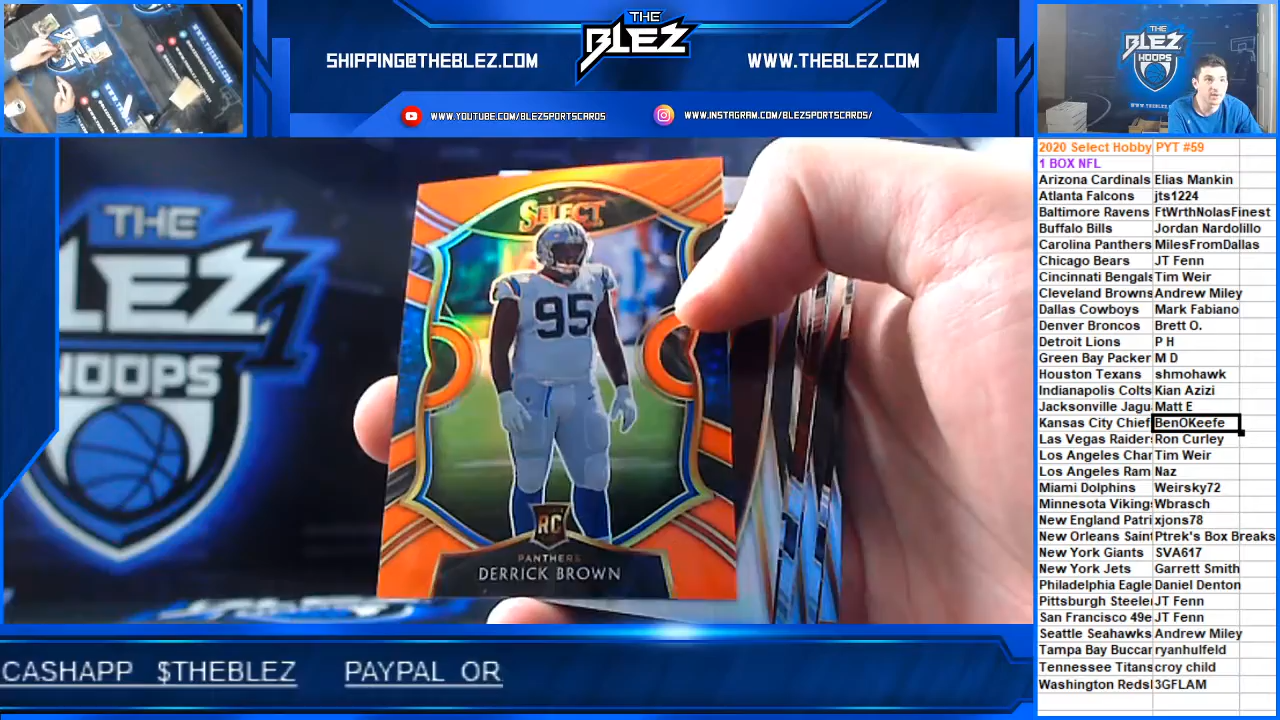 SHIPPING@THEBLEZ.COM
THE
BLEZ
WWW.THEBLEZ.COM
WWW.YOUTUBE.COM/BLEZSPORTSCARDS
WWW.INSTAGRAM.COM/BLEZSPORTSCARDS/
THE
BLEZ
HOOPS
THE
LEZ
HOOPS
1
SELECT
95
RC
PANTHERS
DERRICK BROWN
2020 Select Hobby PYT #59
1 BOX NFL
Arizona Cardinals Elias Mankin
Atlanta Falcons jts1224
Baltimore Ravens FtWrthNolasFinest
Buffalo Bills Jordan Nardolillo
Carolina Panthers MilesFromDallas
Chicago Bears JT Fenn
Cincinnati Bengals Tim Weir
Cleveland Browns Andrew Miley
Dallas Cowboys Mark Fabiano
Denver Broncos Brett O.
Detroit Lions P H
Green Bay Packer M D
Houston Texans shmohawk
Indianapolis Colts Kian Azizi
Jacksonville Jagu Matt E
Kansas City Chief BenOKeefe
Las Vegas Raider Ron Curley
Los Angeles Char Tim Weir
Los Angeles Ram Naz
Miami Dolphins Weirsky72
Minnesota Viking Wbrasch
New England Patri xjons78
New Orleans Saint Ptrek's Box Breaks
New York Giants SVA617
New York Jets Garrett Smith
Philadelphia Eagle Daniel Denton
Pittsburgh Steeler JT Fenn
San Francisco 49e JT Fenn
Seattle Seahawks Andrew Miley
Tampa Bay Buccar ryanhulfeld
Tennessee Titans croy child
Washington Reds 3GFLAM
CASHAPP $THEBLEZ PAYPAL OR